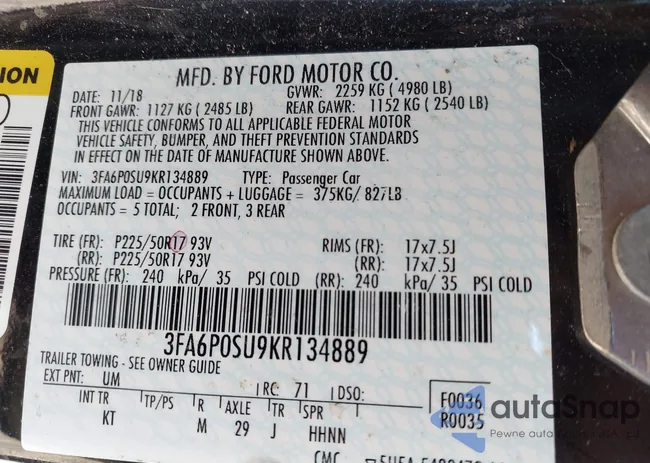 ION
MFD. BY FORD MOTOR CO.
DATE: 11/18 GVWR: 2259 KG ( 4980 LB)
FRONT GAWR: 1127 KG ( 2485 LB) REAR GAWR: 1152 KG ( 2540 LB)
THIS VEHICLE CONFORMS TO ALL APPLICABLE FEDERAL MOTOR
VEHICLE SAFETY, BUMPER, AND THEFT PREVENTION STANDARDS
IN EFFECT ON THE DATE OF MANUFACTURE SHOWN ABOVE.
VIN: 3FA6P0SU9KR134889 TYPE: Passenger Car
MAXIMUM LOAD = OCCUPANTS + LUGGAGE = 375KG/ 827LB
OCCUPANTS = 5 TOTAL; 2 FRONT, 3 REAR
TIRE (FR): P225/50R17 93V RIMS (FR): 17x7.5J
(RR): P225/50R17 93V (RR): 17x7.5J
PRESSURE (FR): 240 kPa/ 35 PSI COLD (RR): 240 kPa/ 35 PSI COLD
3FA6P0SU9KR134889
TRAILER TOWING - SEE OWNER GUIDE
EXT PNT: UM RC: 71 DSO: F0036
INT TR TP/PS R AXLE TR SPR R0035
KT M 29 J HHNN
CMC
autoSnap
Pewne auto